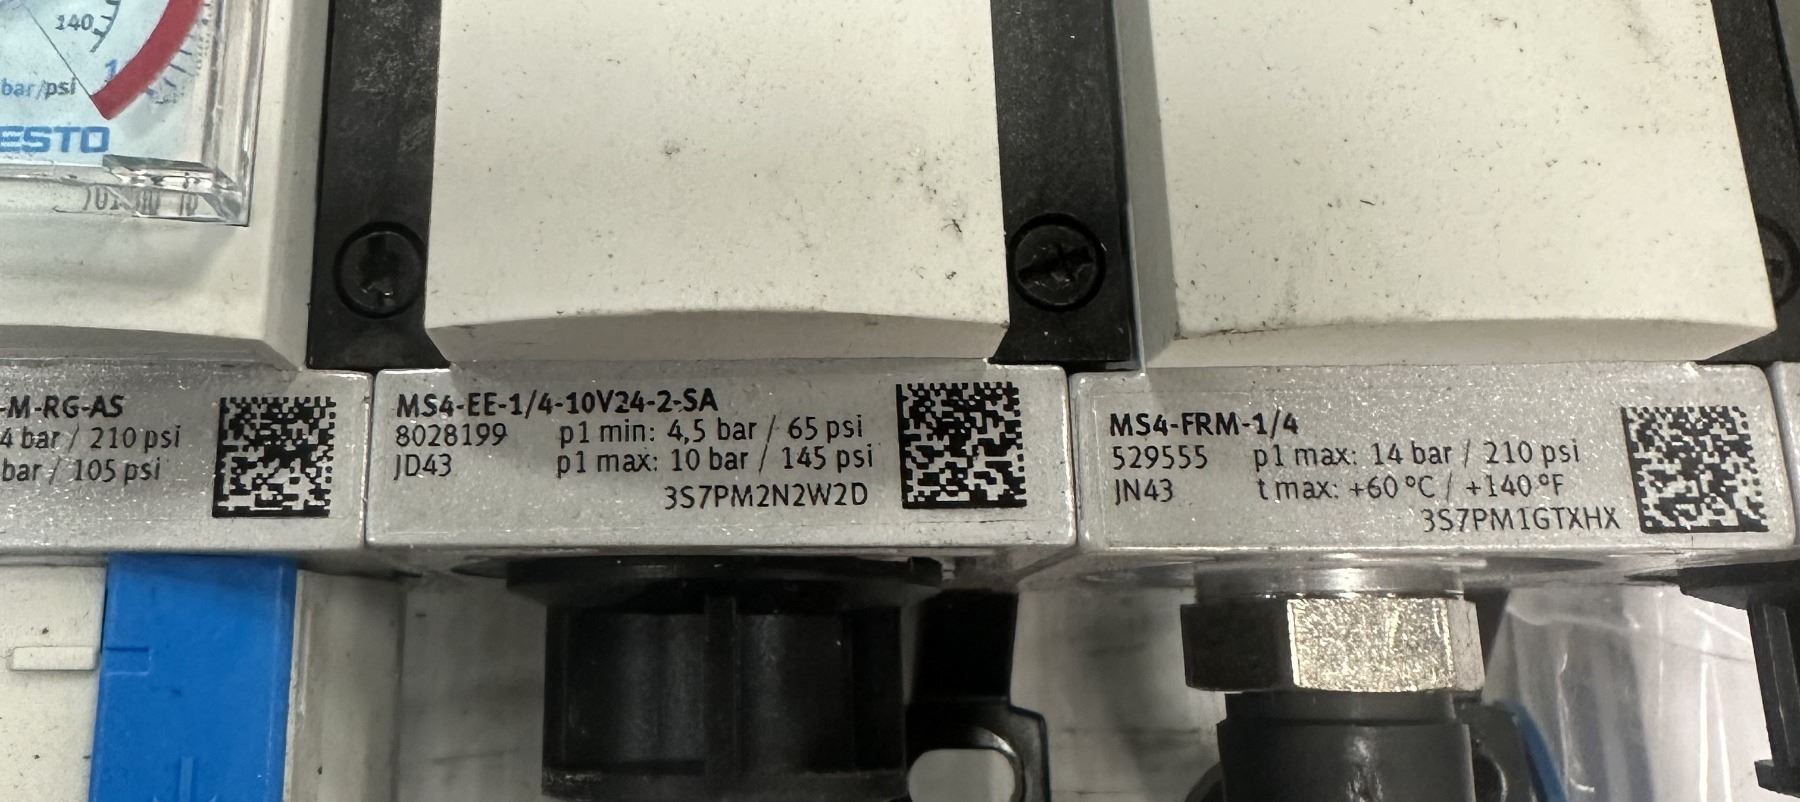 140
bar/psi
ESTO
-M-RG-AS
4 bar / 210 psi
bar / 105 psi
MS4-EE-1/4-10V24-2-SA
8028199 p1 min: 4,5 bar / 65 psi
JD43 p1 max: 10 bar / 145 psi
3S7PM2N2W2D
MS4-FRM-1/4
529555 p1 max: 14 bar / 210 psi
JN43 t max: +60 °C / +140 °F
3S7PM1GTXHX